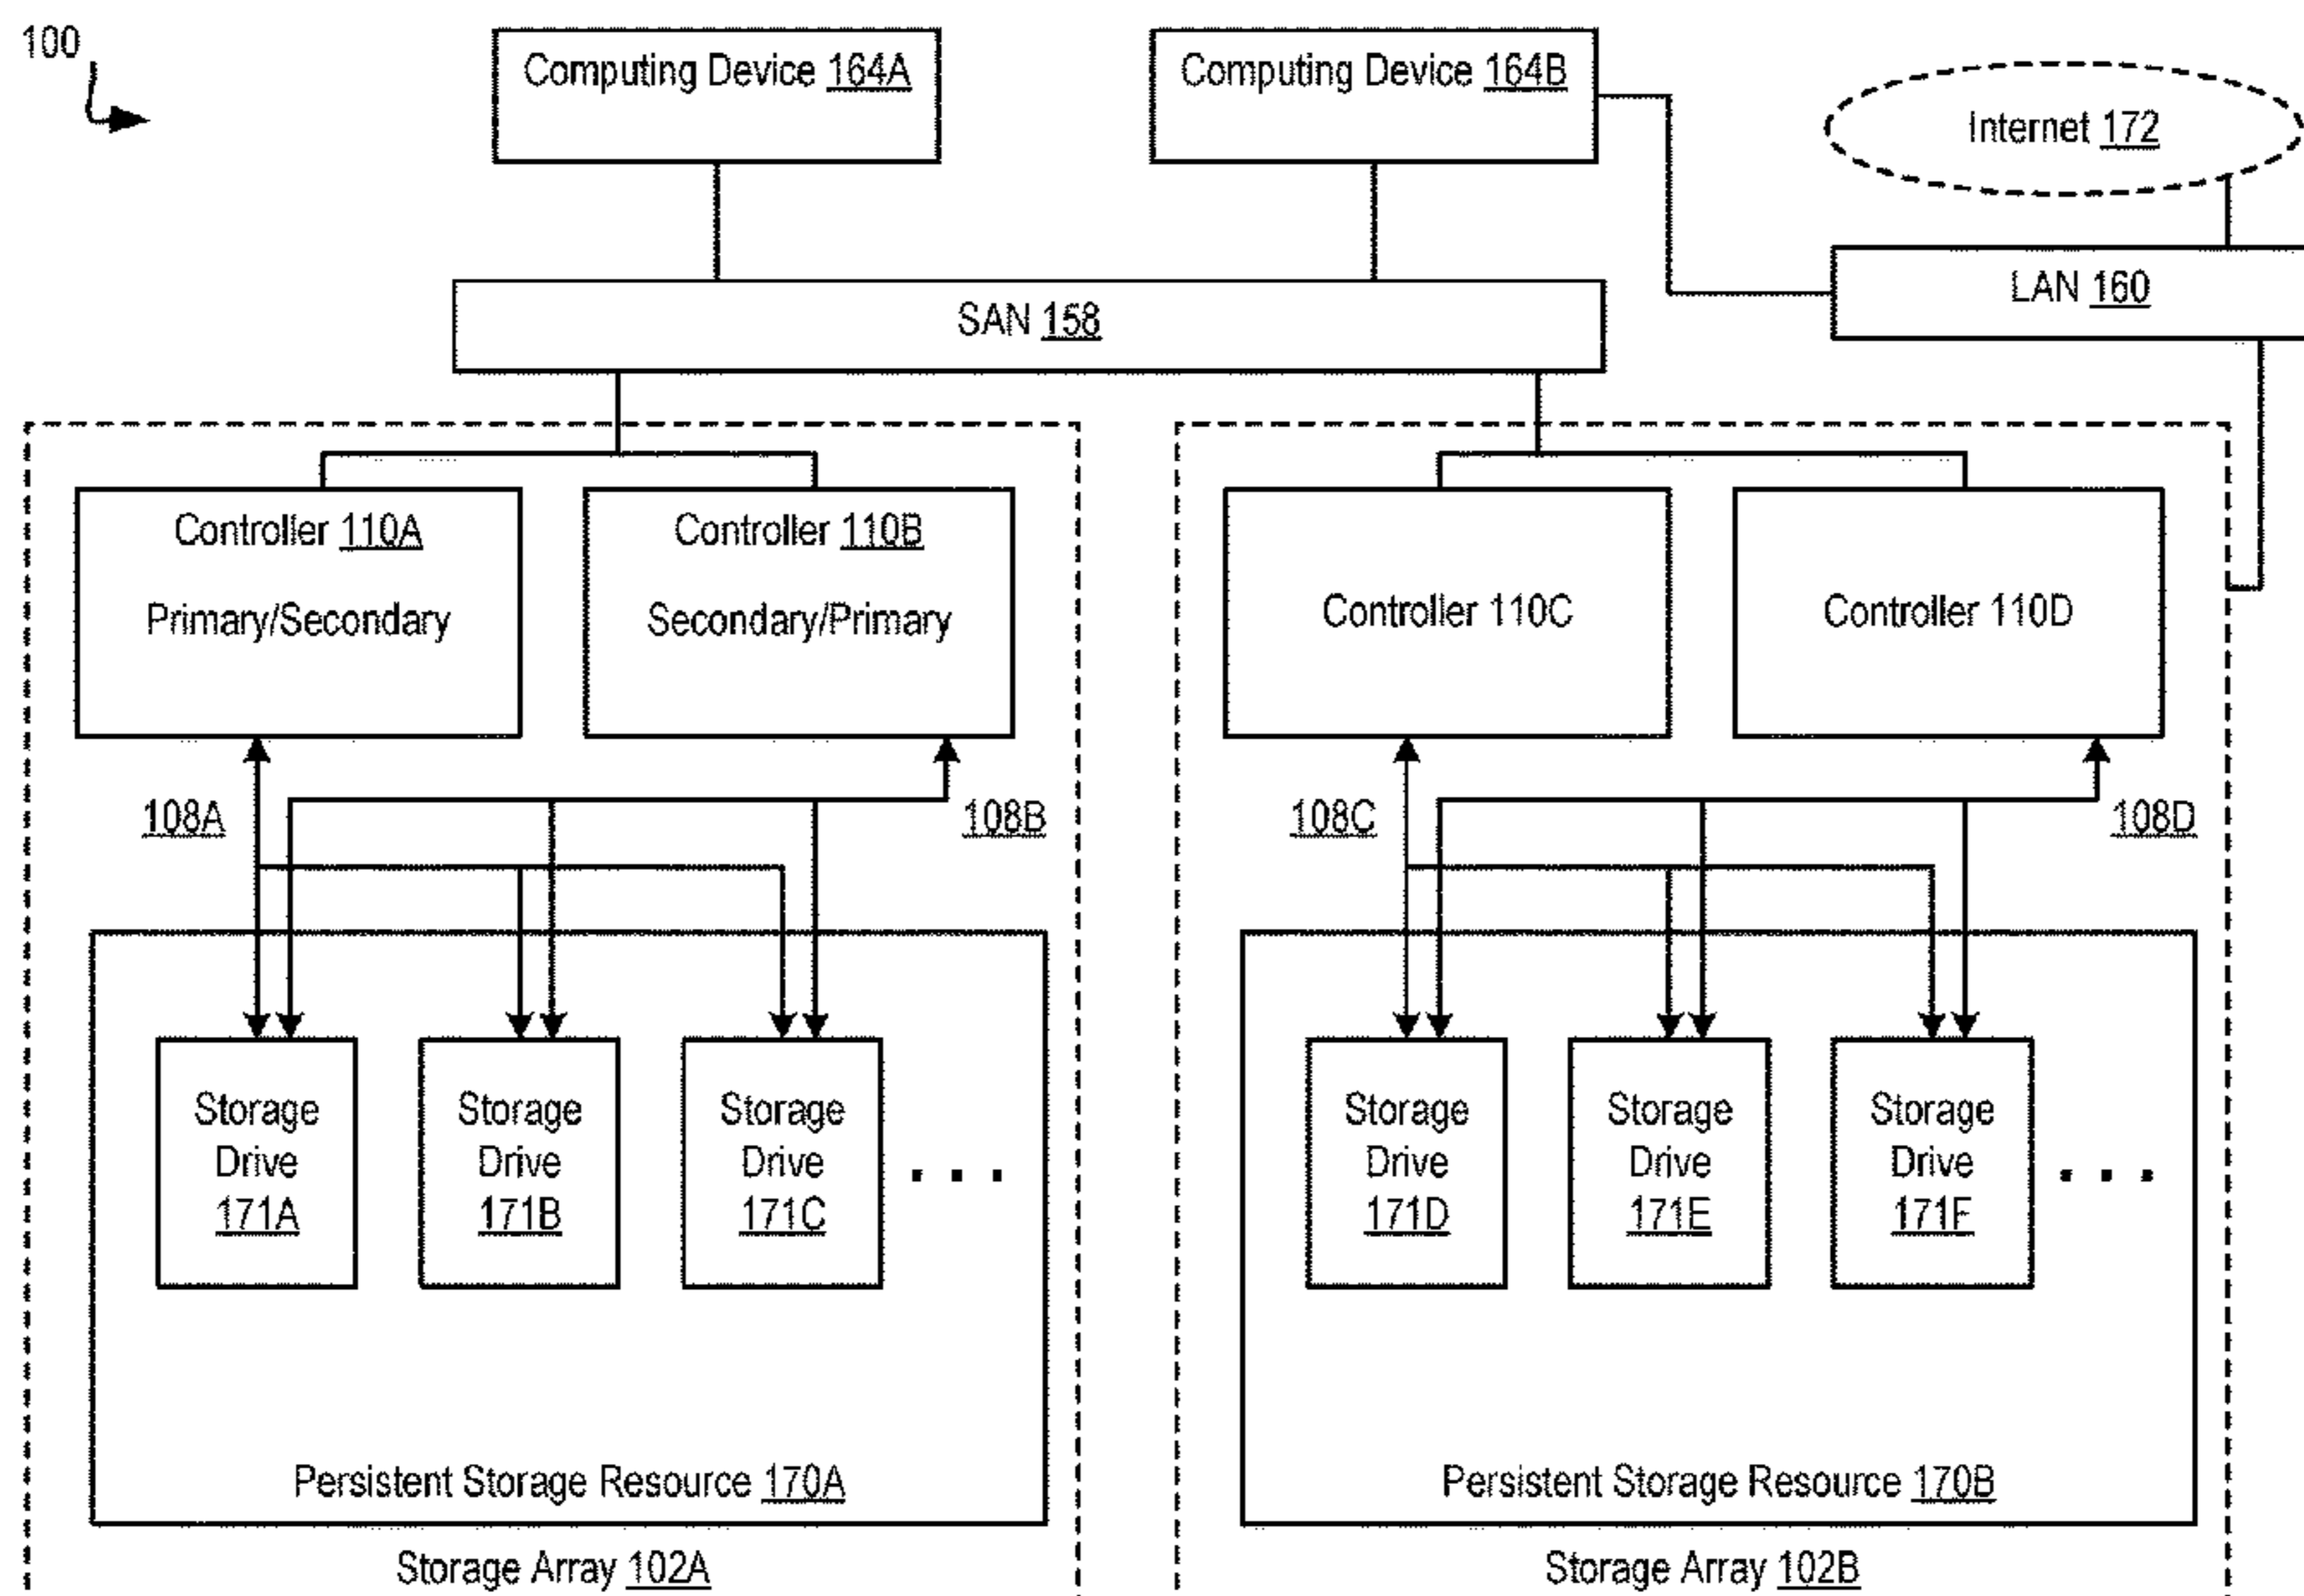 100
Computing Device 164A
Computing Device 164B
Internet 172
LAN 160
SAN 158
Controller 110A
Primary/Secondary
Controller 110B
Secondary/Primary
Controller 110C
Controller 110D
108A
108B
108C
108D
Storage
Drive
171A
Storage
Drive
171B
Storage
Drive
171C
. . .
Storage
Drive
171D
Storage
Drive
171E
Storage
Drive
171F
. . .
Persistent Storage Resource 170A
Persistent Storage Resource 170B
Storage Array 102A
Storage Array 102B